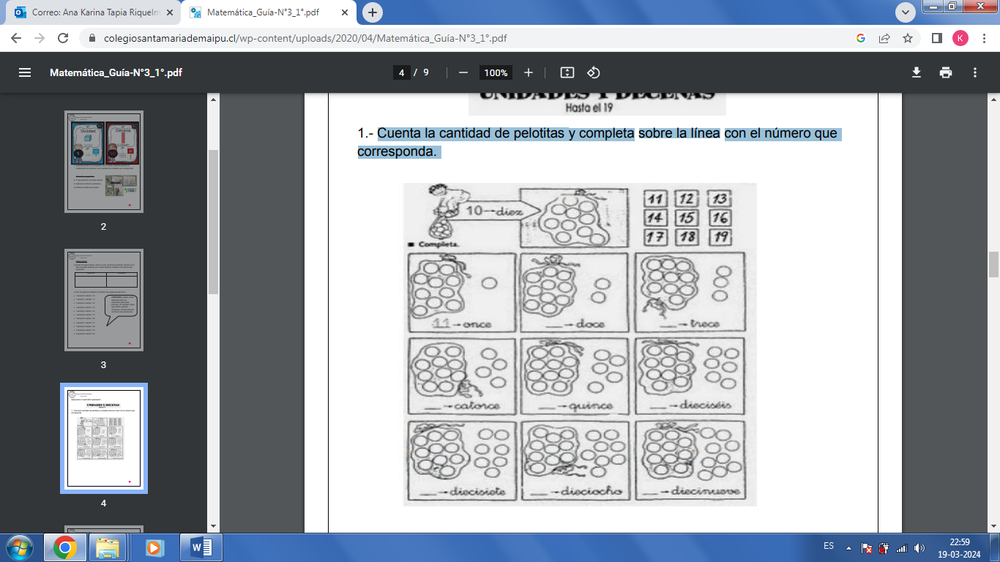 Correo: Ana Karina Tapia Riquelm
Matemática_Guía-N°3_1°.pdf
colegiosantamariademaipu.cl/wp-content/uploads/2020/04/Matemática_Guía-N°3_1°.pdf
K
Matemática_Guía-N°3_1°.pdf
4 / 9
100%
Unidad
Decena
2
3
4
UNIDADES Y DECENAS
Hasta el 19
1.- Cuenta la cantidad de pelotitas y completa sobre la línea con el número que
corresponda.
10→diez
11 12 13
14 15 16
17 18 19
Completa.
11→once
___→doce
___→trece
___→catorce
___→quince
___→dieciséis
___→diecisiete
___→dieciocho
___→diecinueve
ES
22:59
19-03-2024